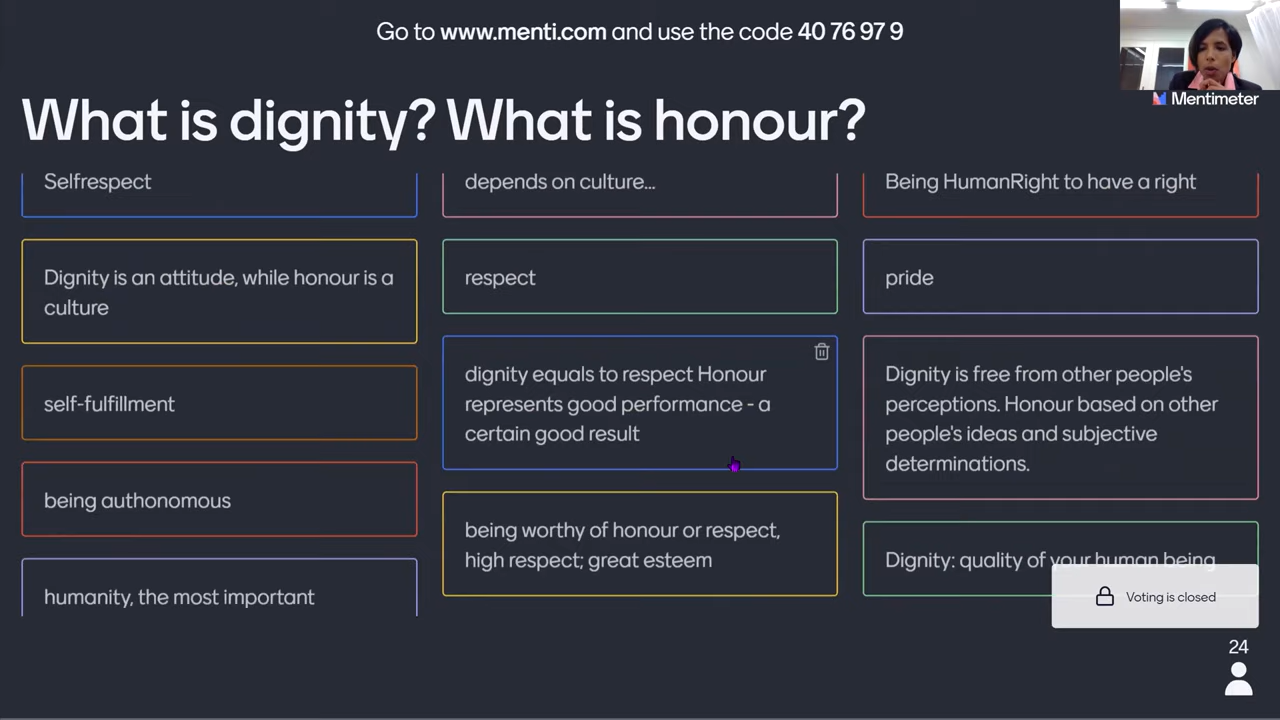 Go to www.menti.com and use the code 40 76 97 9
Mentimeter
What is dignity? What is honour?
Selfrespect
Dignity is an attitude, while honour is a
culture
self-fulfillment
being authonomous
humanity, the most important
depends on culture...
respect
dignity equals to respect Honour
represents good performance - a
certain good result
being worthy of honour or respect,
high respect; great esteem
Being HumanRight to have a right
pride
Dignity is free from other people's
perceptions. Honour based on other
people's ideas and subjective
determinations.
Dignity: quality of your human being
Voting is closed
24